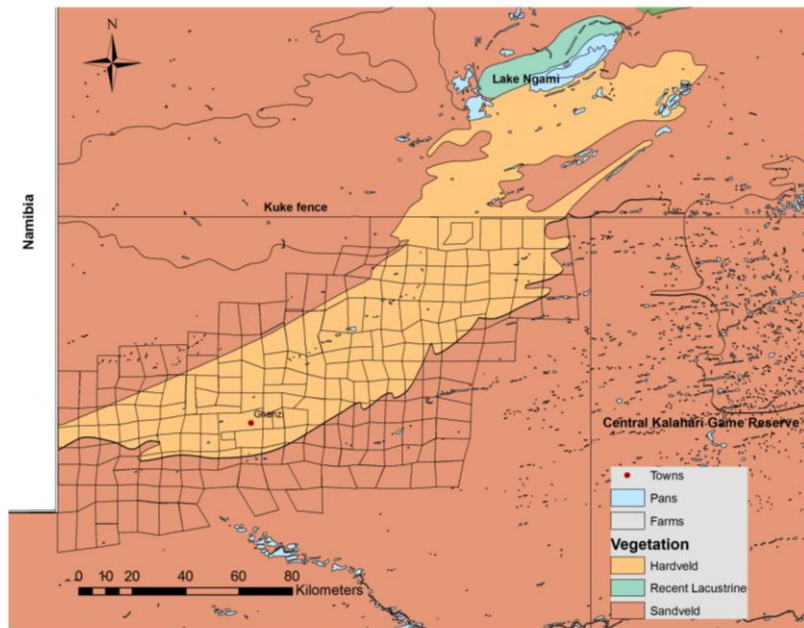 N
Lake Ngami
Kuke fence
Namibia
Ghanzi
Central Kalahari Game Reserve
Towns
Pans
Farms
Vegetation
Hardveld
Recent Lacustrine
Sandveld
0 10 20 40 60 80
Kilometers